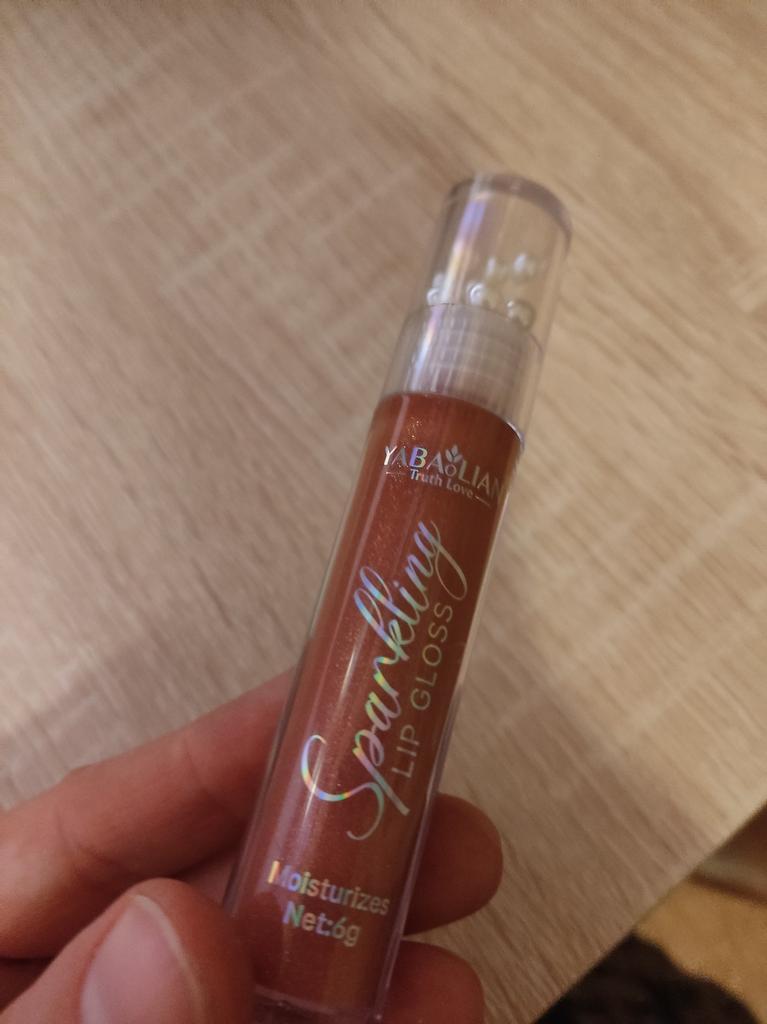 YABAOLIAN
Truth Love
Sparkling
LIP GLOSS
Moisturizes
Net:6g